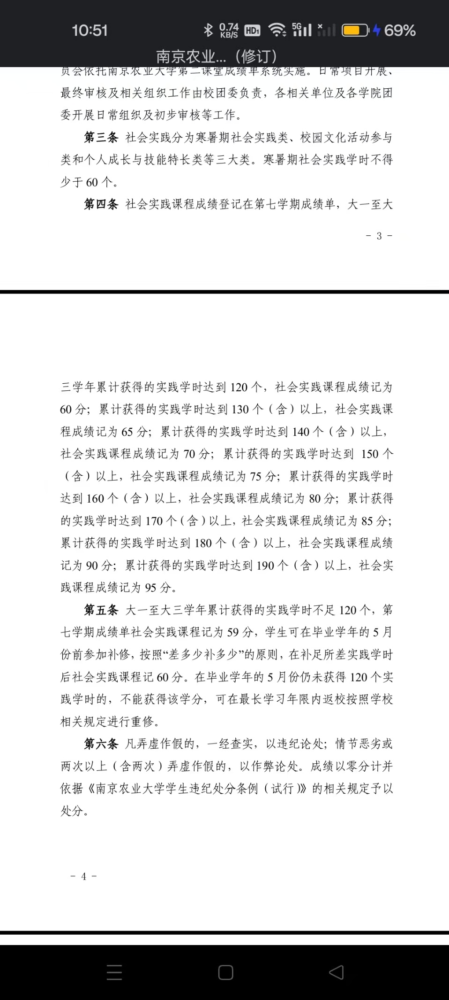 10:51
0.74 KB/S HD1 5G 69%
南京农业...（修订）
员会依托南京农业大学第二课堂成绩单系统实施。日常项目开展、
最终审核及相关组织工作由校团委负责，各相关单位及各学院团
委开展日常组织及初步审核等工作。
第三条 社会实践分为寒暑期社会实践类、校园文化活动参与
类和个人成长与技能特长类等三大类。寒暑期社会实践学时不得
少于 60 个。
第四条 社会实践课程成绩登记在第七学期成绩单，大一至大
- 3 -
三学年累计获得的实践学时达到 120 个，社会实践课程成绩记为
60 分；累计获得的实践学时达到 130 个（含）以上，社会实践课
程成绩记为 65 分；累计获得的实践学时达到 140 个（含）以上，
社会实践课程成绩记为 70 分；累计获得的实践学时达到 150 个
（含）以上，社会实践课程成绩记为 75 分；累计获得的实践学时
达到 160 个（含）以上，社会实践课程成绩记为 80 分；累计获得
的实践学时达到 170 个（含）以上，社会实践课程成绩记为 85 分；
累计获得的实践学时达到 180 个（含）以上，社会实践课程成绩
记为 90 分；累计获得的实践学时达到 190 个（含）以上，社会实
践课程成绩记为 95 分。
第五条 大一至大三学年累计获得的实践学时不足 120 个，第
七学期成绩单社会实践课程记为 59 分，学生可在毕业学年的 5 月
份前参加补修，按照“差多少补多少”的原则，在补足所差实践学时
后社会实践课程记 60 分。在毕业学年的 5 月份仍未获得 120 个实
践学时的，不能获得该学分，可在最长学习年限内返校按照学校
相关规定进行重修。
第六条 凡弄虚作假的，一经查实，以违纪论处；情节恶劣或
两次以上（含两次）弄虚作假的，以作弊论处。成绩以零分计并
依据《南京农业大学学生违纪处分条例（试行）》的相关规定予以
处分。
- 4 -